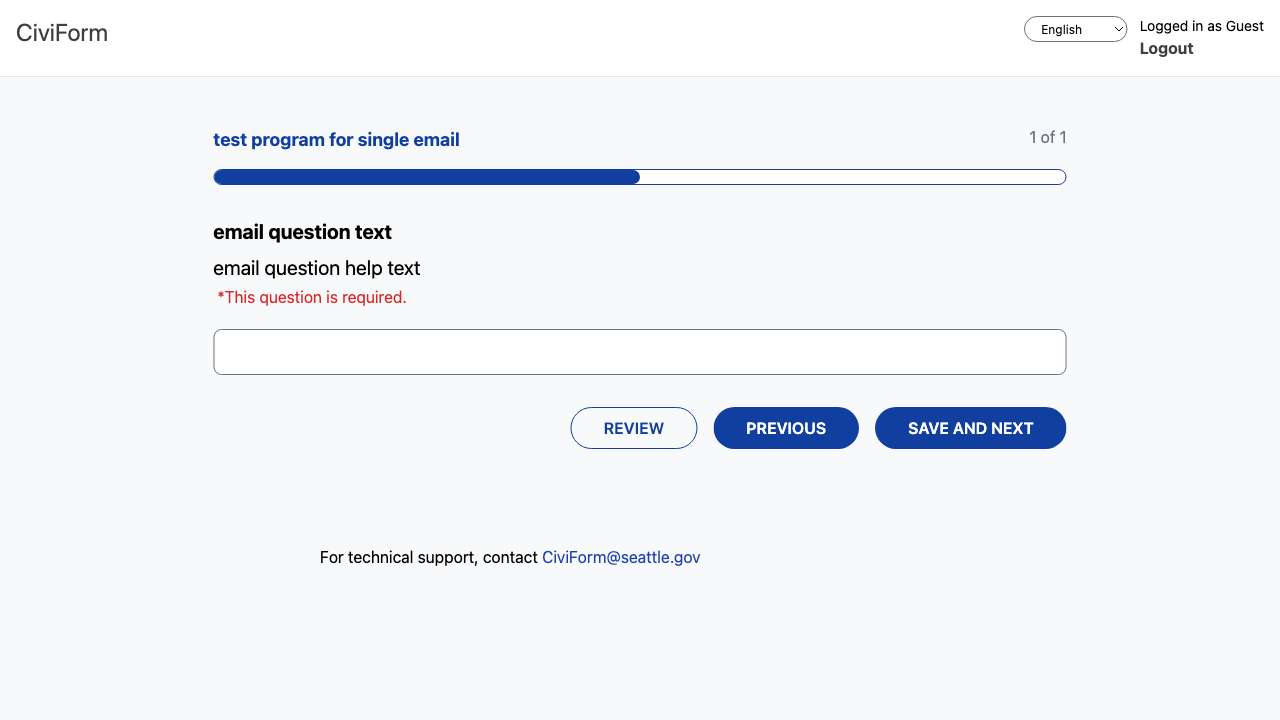 CiviForm
English
Logged in as Guest
Logout
test program for single email
1 of 1
email question text
email question help text
*This question is required.
REVIEW
PREVIOUS
SAVE AND NEXT
For technical support, contact CiviForm@seattle.gov